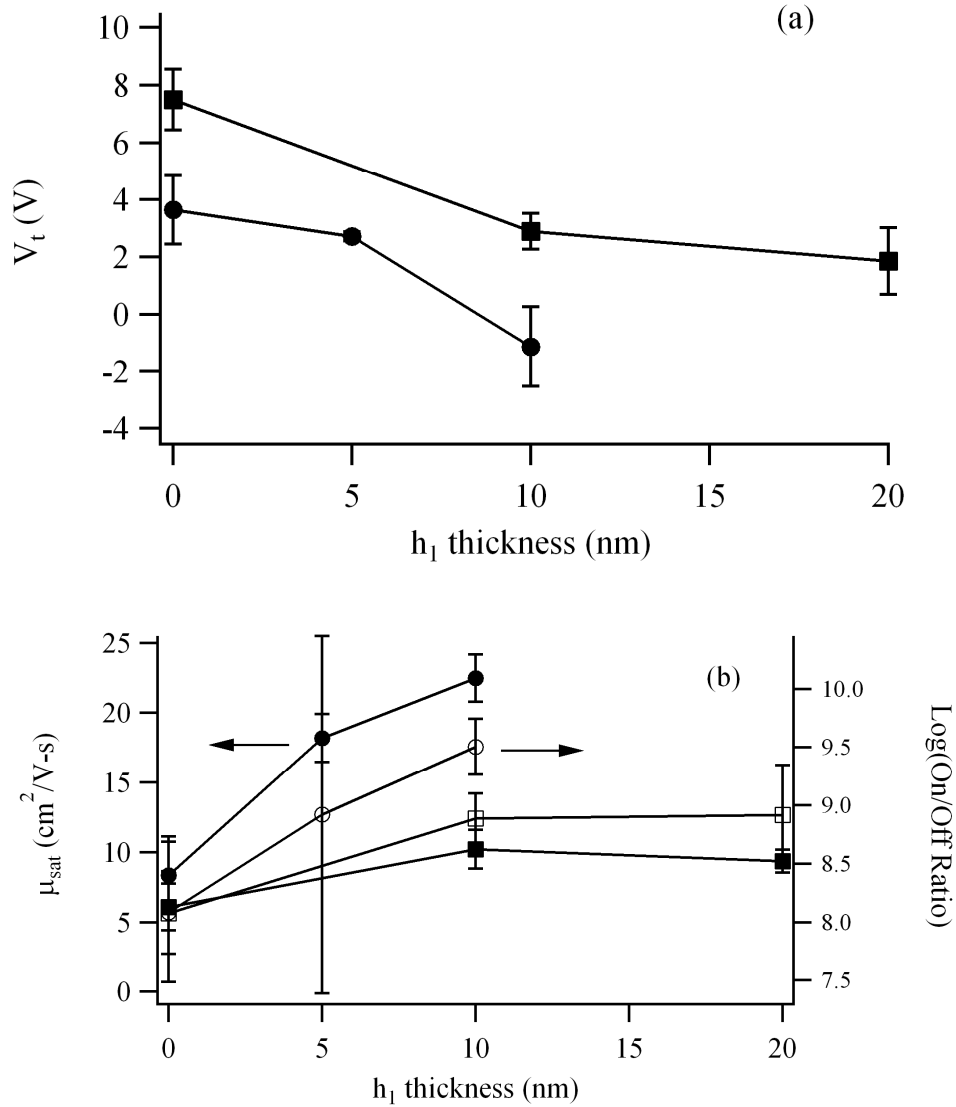 (a)
10
8
6
4
2
0
-2
-4
V_t (V)
0 5 10 15 20
h_1 thickness (nm)
(b)
25
20
15
10
5
0
μ_sat (cm^2/V-s)
10.0
9.5
9.0
8.5
8.0
7.5
Log(On/Off Ratio)
0 5 10 15 20
h_1 thickness (nm)